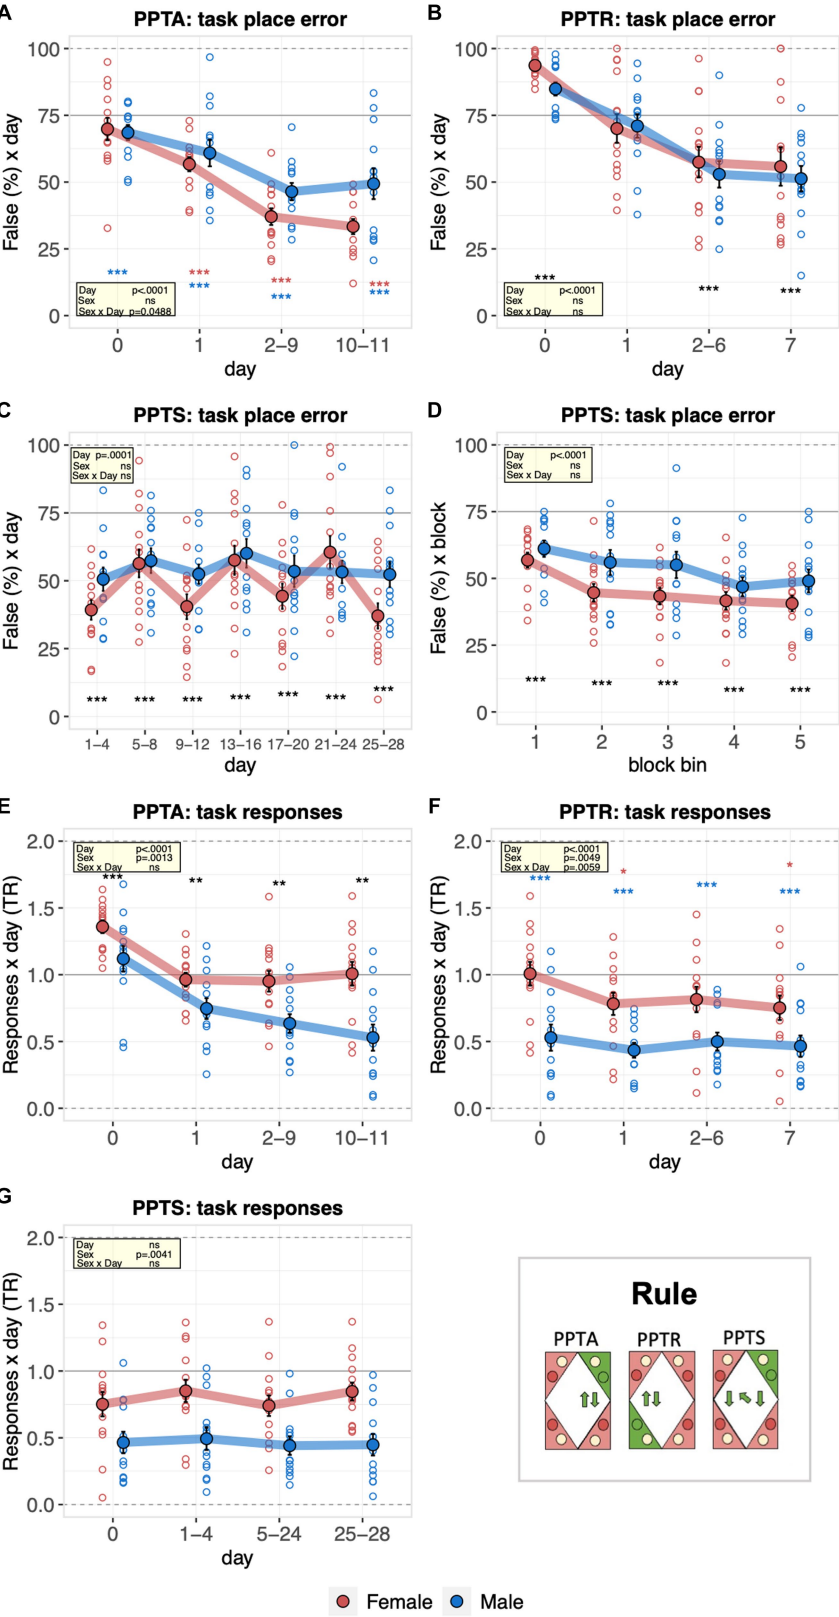 A
PPTA: task place error
False (%) x day
100
75
50
25
0
***
***
***
***
***
***
***
Day p<.0001
Sex ns
Sex x Day p=0.0488
0 1 2–9 10–11
day
B
PPTR: task place error
False (%) x day
100
75
50
25
0
***
***
***
Day p<.0001
Sex ns
Sex x Day ns
0 1 2–6 7
day
C
PPTS: task place error
False (%) x day
100
75
50
25
0
Day p=.0001
Sex ns
Sex x Day ns
*** *** *** *** *** *** ***
1–4 5–8 9–12 13–16 17–20 21–24 25–28
day
D
PPTS: task place error
False (%) x block
100
75
50
25
0
Day p<.0001
Sex ns
Sex x Day ns
*** *** *** *** ***
1 2 3 4 5
block bin
E
PPTA: task responses
Responses x day (TR)
2.0
1.5
1.0
0.5
0.0
Day p<.0001
Sex p=.0013
Sex x Day ns
*** ** ** **
0 1 2–9 10–11
day
F
PPTR: task responses
Responses x day (TR)
2.0
1.5
1.0
0.5
0.0
Day p<.0001
Sex p=.0049
Sex x Day p=.0059
* *
*** *** *** ***
0 1 2–6 7
day
G
PPTS: task responses
Responses x day (TR)
2.0
1.5
1.0
0.5
0.0
Day ns
Sex p=.0041
Sex x Day ns
0 1–4 5–24 25–28
day
Rule
PPTA PPTR PPTS
Female Male